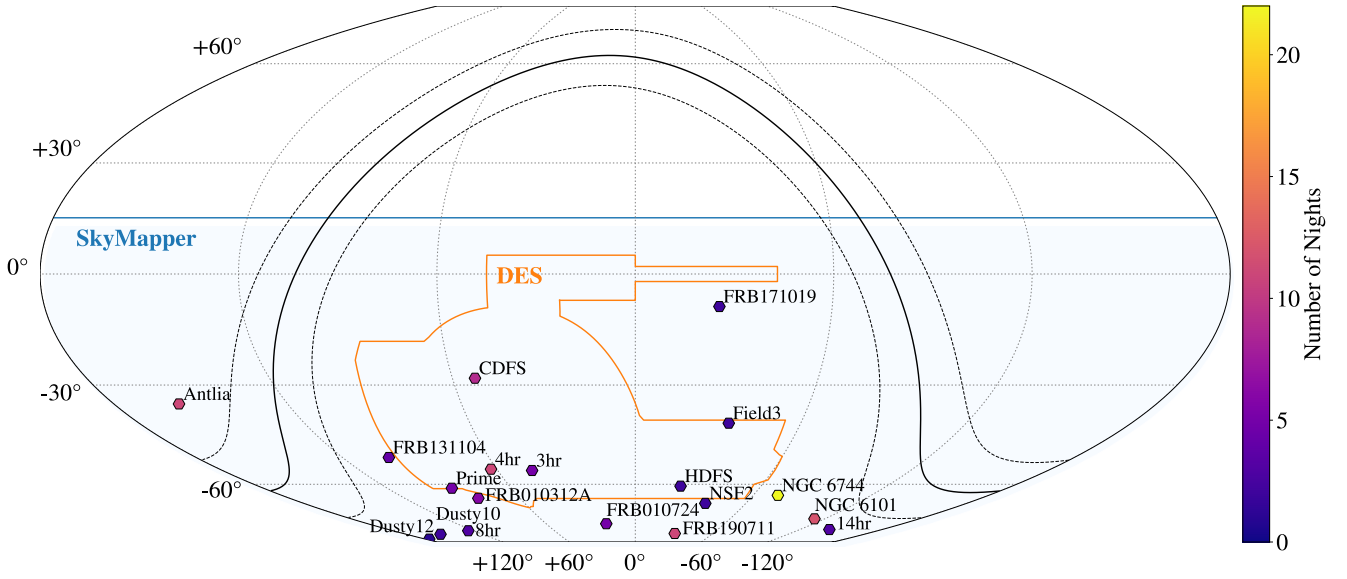 +60°
+30°
0°
-30°
-60°
SkyMapper
DES
FRB171019
CDFS
Antlia
Field3
FRB131104
4hr
3hr
Prime
HDFS
NGC 6744
FRB010312A
NSF2
Dusty10
FRB010724
NGC 6101
Dusty12
8hr
FRB190711
14hr
+120°
+60°
0°
-60°
-120°
20
15
10
5
0
Number of Nights